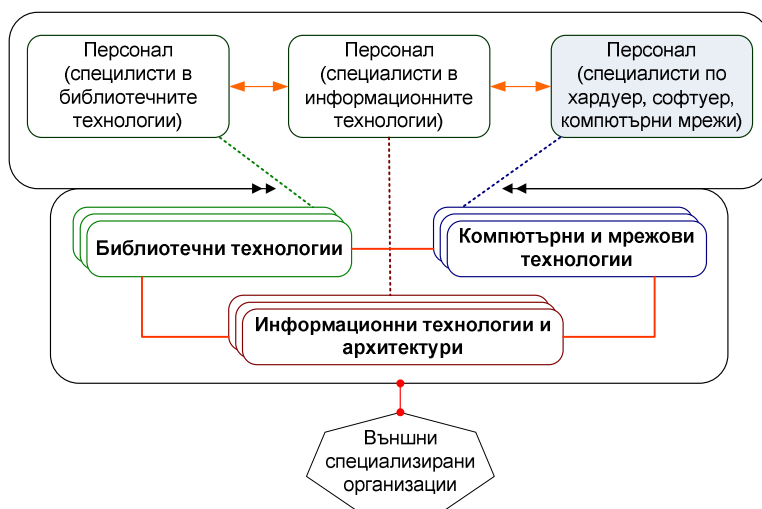 Персонал
(специлисти в
библиотечните
технологии)
Персонал
(специалисти в
информационните
технологии)
Персонал
(специалисти по
хардуер, софтуер,
компютърни мрежи)
Библиотечни технологии
Компютърни и мрежови
технологии
Информационни технологии и
архитектури
Външни
специализирани
организации